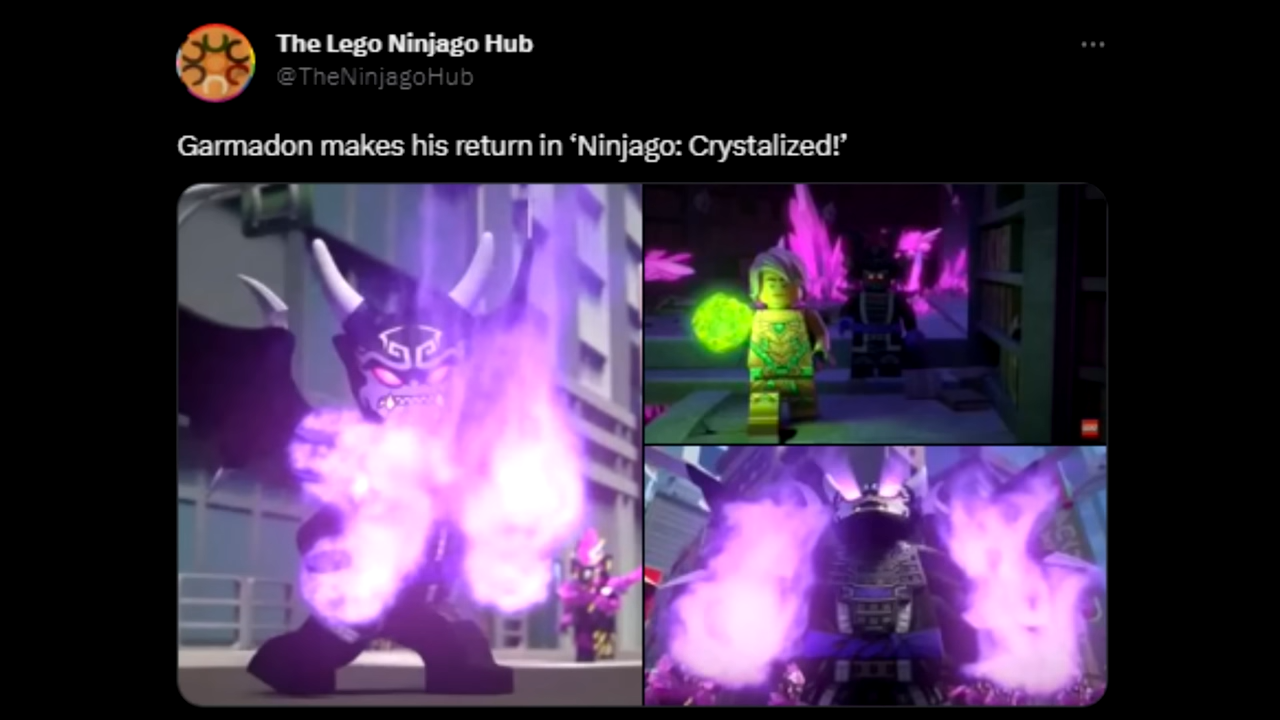 The Lego Ninjago Hub
@TheNinjagoHub
Garmadon makes his return in ‘Ninjago: Crystalized!’